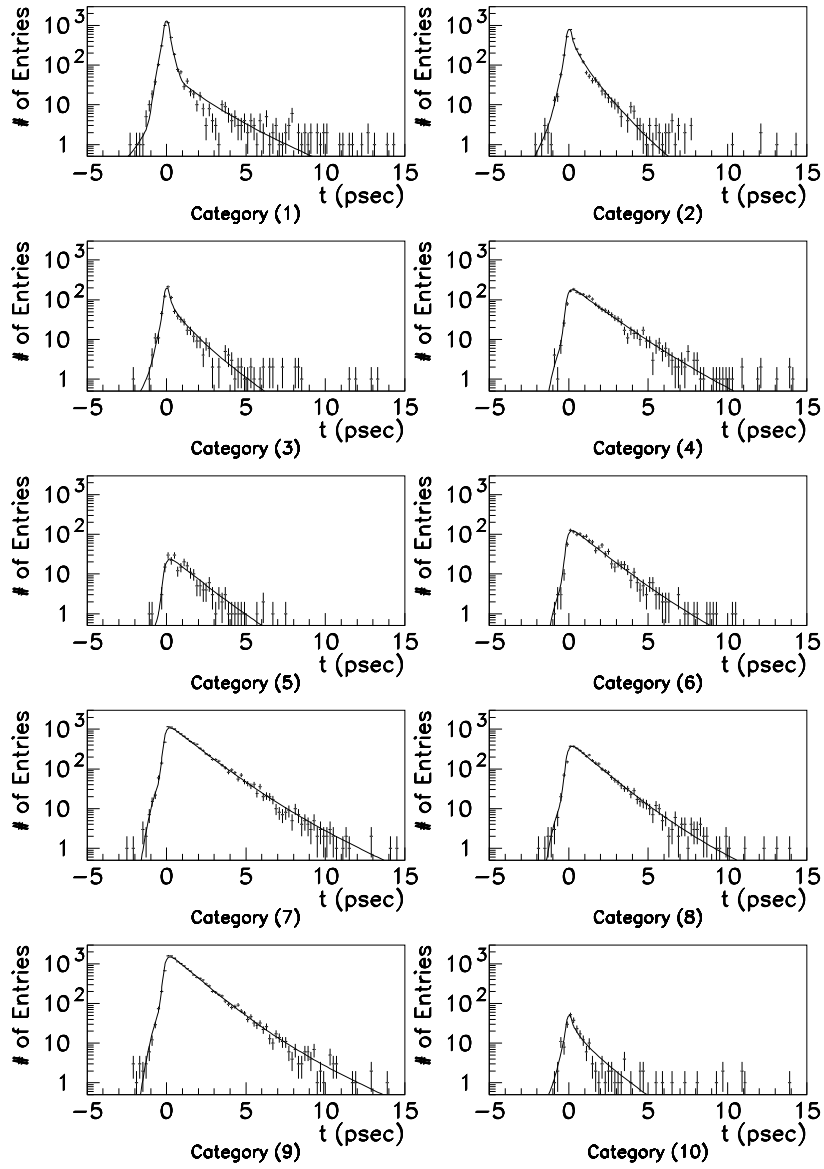 # of Entries
10³
10²
10
1
-5 0 5 10 15
t (psec)
Category (1)
# of Entries
10³
10²
10
1
-5 0 5 10 15
t (psec)
Category (2)
# of Entries
10³
10²
10
1
-5 0 5 10 15
t (psec)
Category (3)
# of Entries
10³
10²
10
1
-5 0 5 10 15
t (psec)
Category (4)
# of Entries
10³
10²
10
1
-5 0 5 10 15
t (psec)
Category (5)
# of Entries
10³
10²
10
1
-5 0 5 10 15
t (psec)
Category (6)
# of Entries
10³
10²
10
1
-5 0 5 10 15
t (psec)
Category (7)
# of Entries
10³
10²
10
1
-5 0 5 10 15
t (psec)
Category (8)
# of Entries
10³
10²
10
1
-5 0 5 10 15
t (psec)
Category (9)
# of Entries
10³
10²
10
1
-5 0 5 10 15
t (psec)
Category (10)